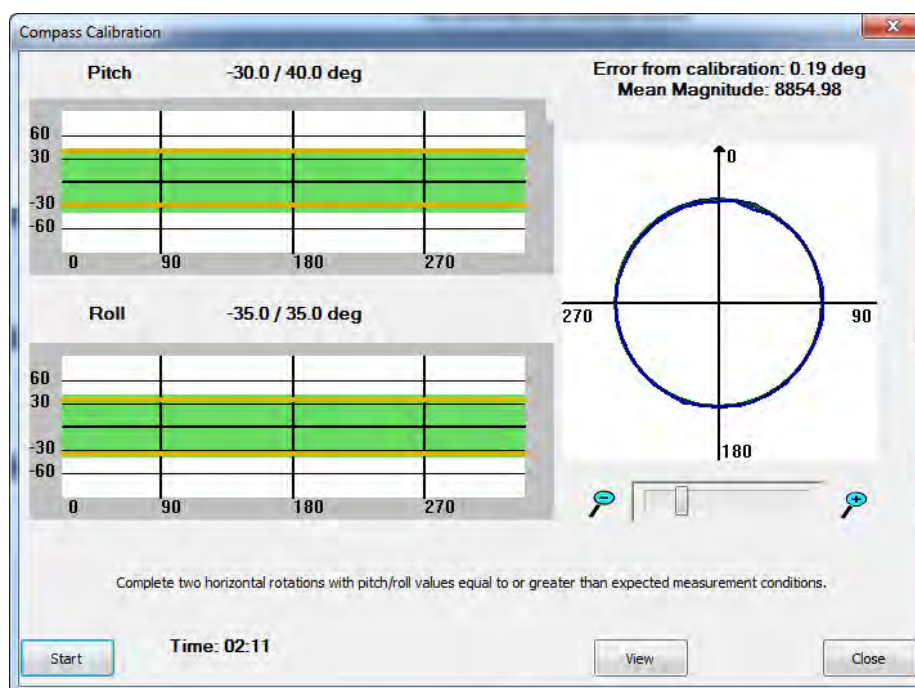 Compass Calibration
Pitch -30.0 / 40.0 deg
Error from calibration: 0.19 deg
Mean Magnitude: 8854.98
60
30
-30
-60
0 90 180 270
0
270 90
180
Roll -35.0 / 35.0 deg
60
30
-30
-60
0 90 180 270
Complete two horizontal rotations with pitch/roll values equal to or greater than expected measurement conditions.
Start Time: 02:11 View Close